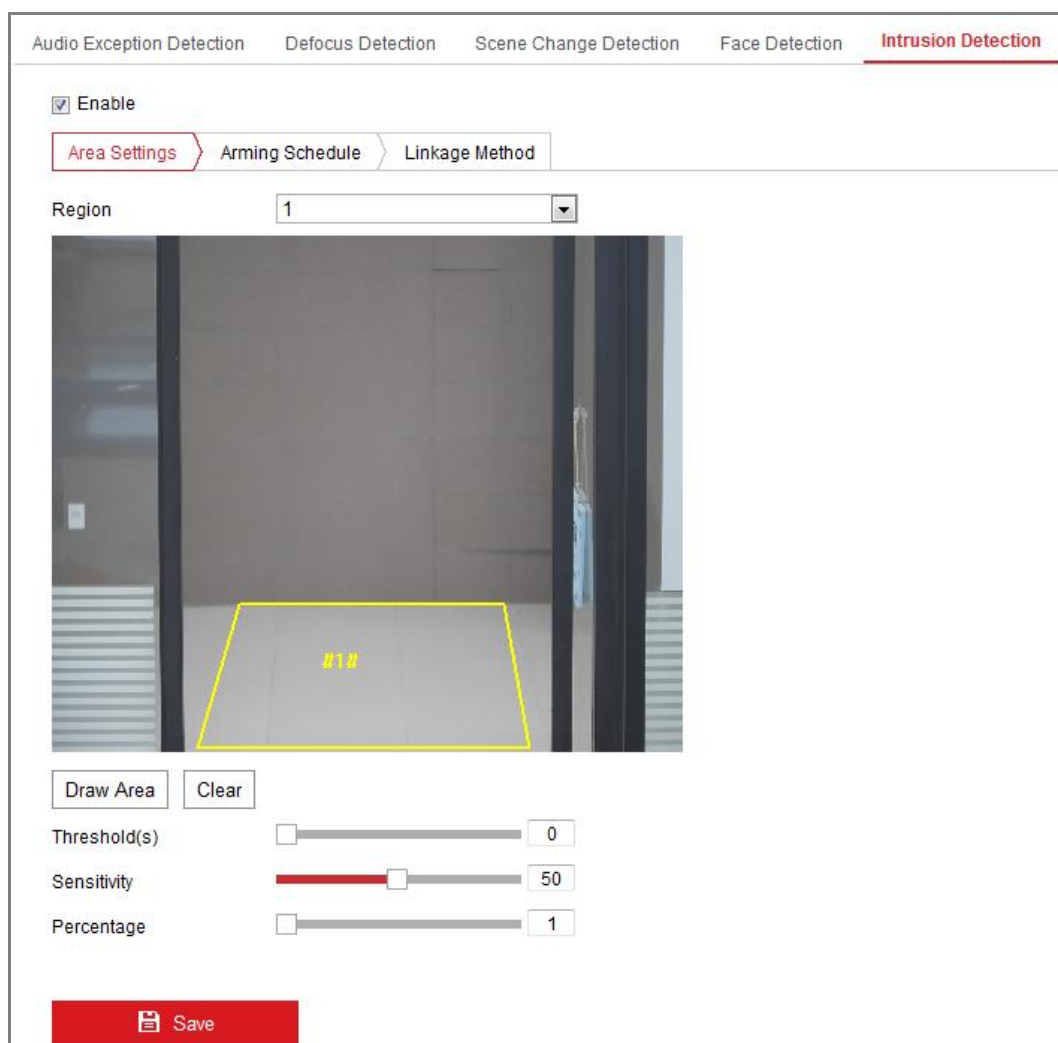 Audio Exception Detection Defocus Detection Scene Change Detection Face Detection Intrusion Detection
Enable
Area Settings Arming Schedule Linkage Method
Region 1
#1#
Draw Area Clear
Threshold(s) 0
Sensitivity 50
Percentage 1
Save